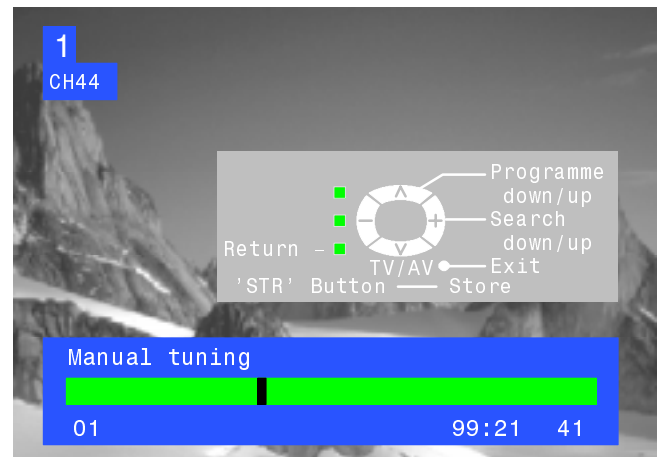 1
CH44
Programme
down/up
Search
down/up
Return –
TV/AV
Exit
'STR' Button — Store
Manual tuning
01 99:21 41